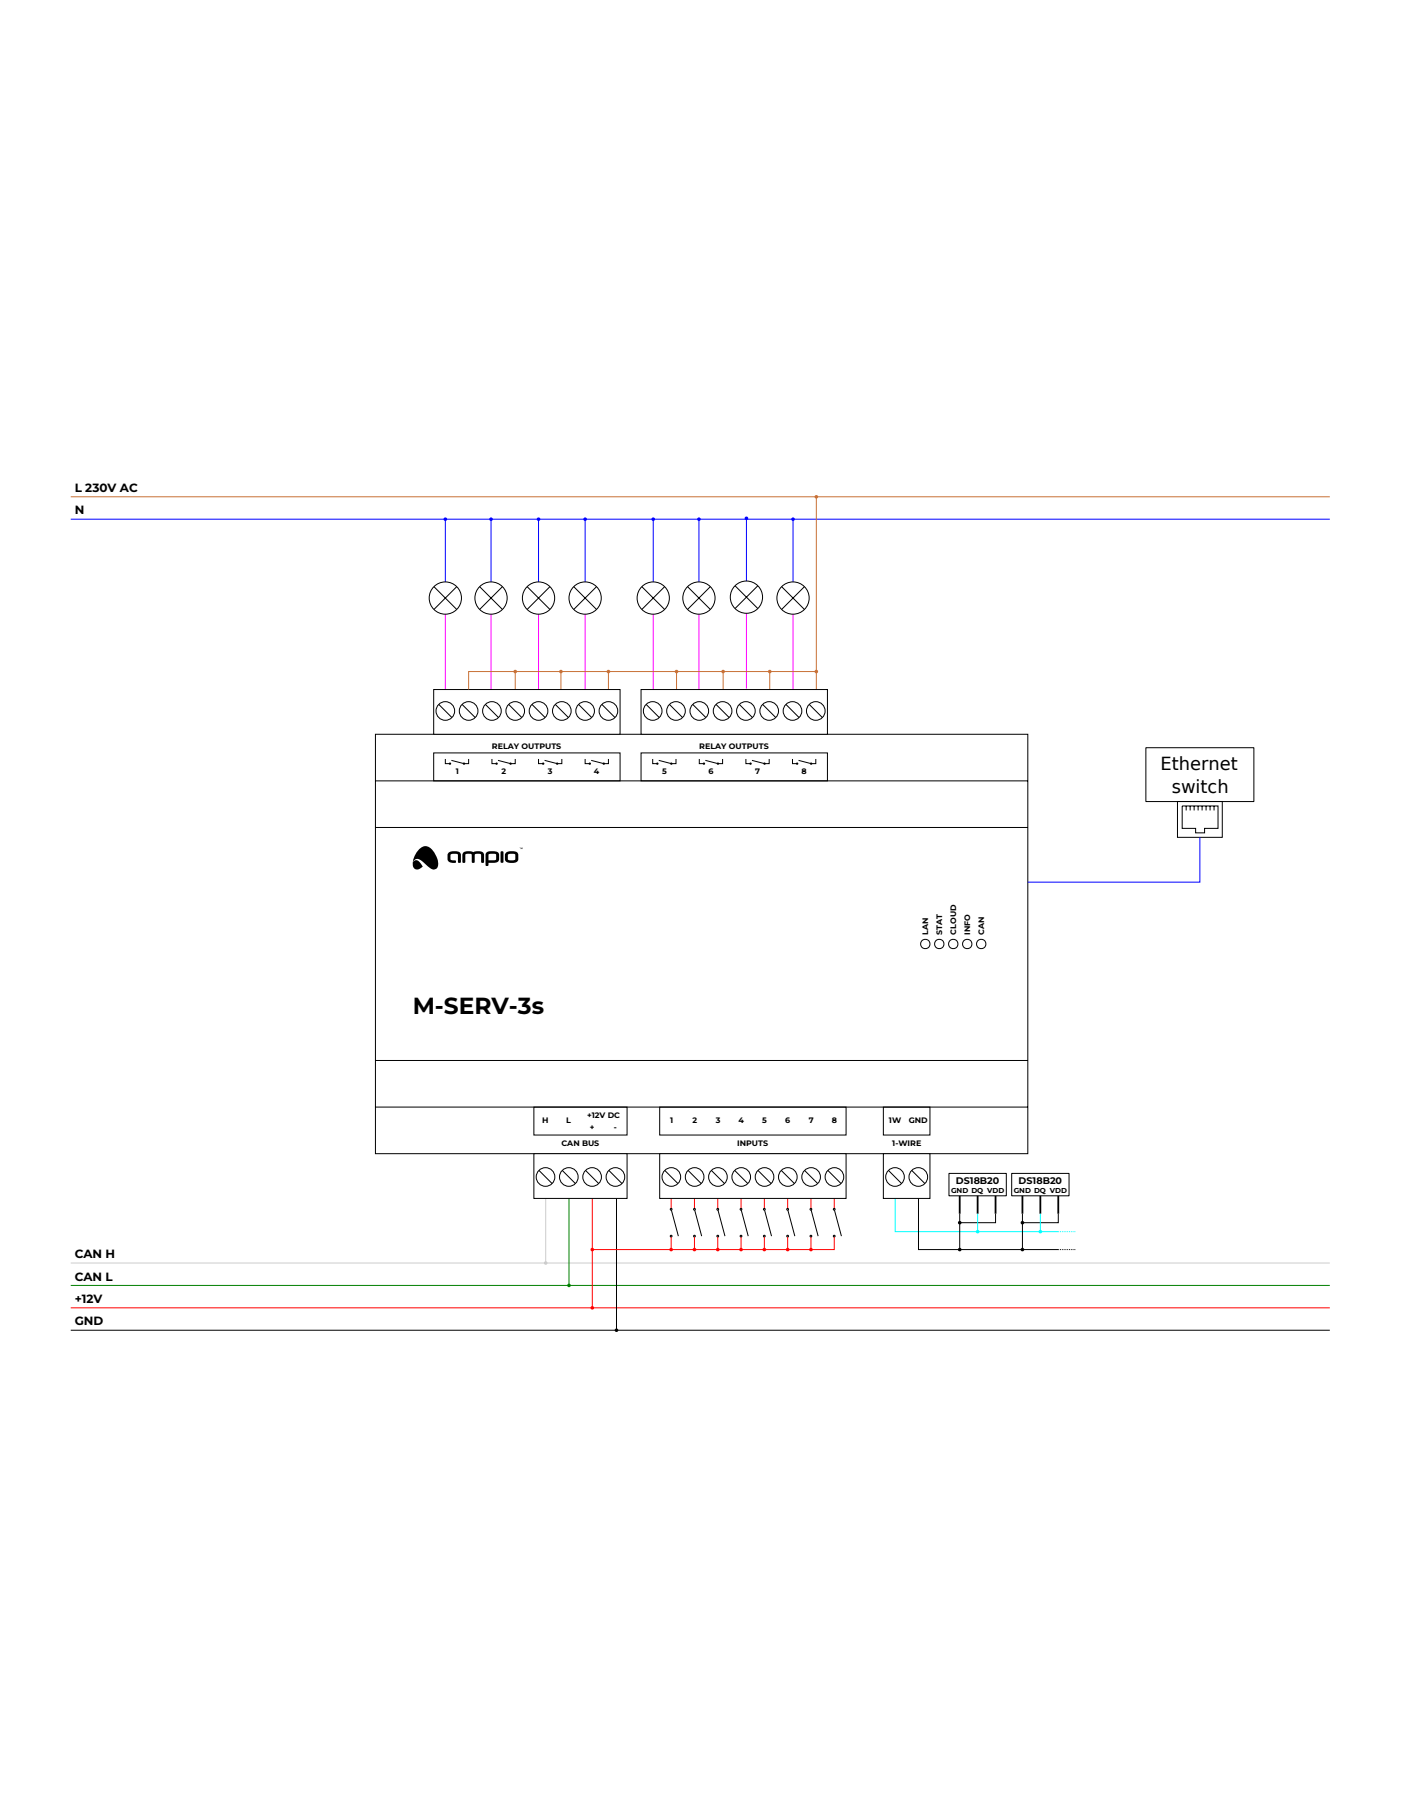 L 230V AC
N
RELAY OUTPUTS
RELAY OUTPUTS
1 2 3 4
5 6 7 8
Ethernet
switch
ampio™
LAN
STAT
CLOUD
INFO
CAN
M-SERV-3s
H L +12V DC
+ -
1 2 3 4 5 6 7 8
1W GND
CAN BUS
INPUTS
1-WIRE
DS18B20
GND DQ VDD
DS18B20
GND DQ VDD
CAN H
CAN L
+12V
GND